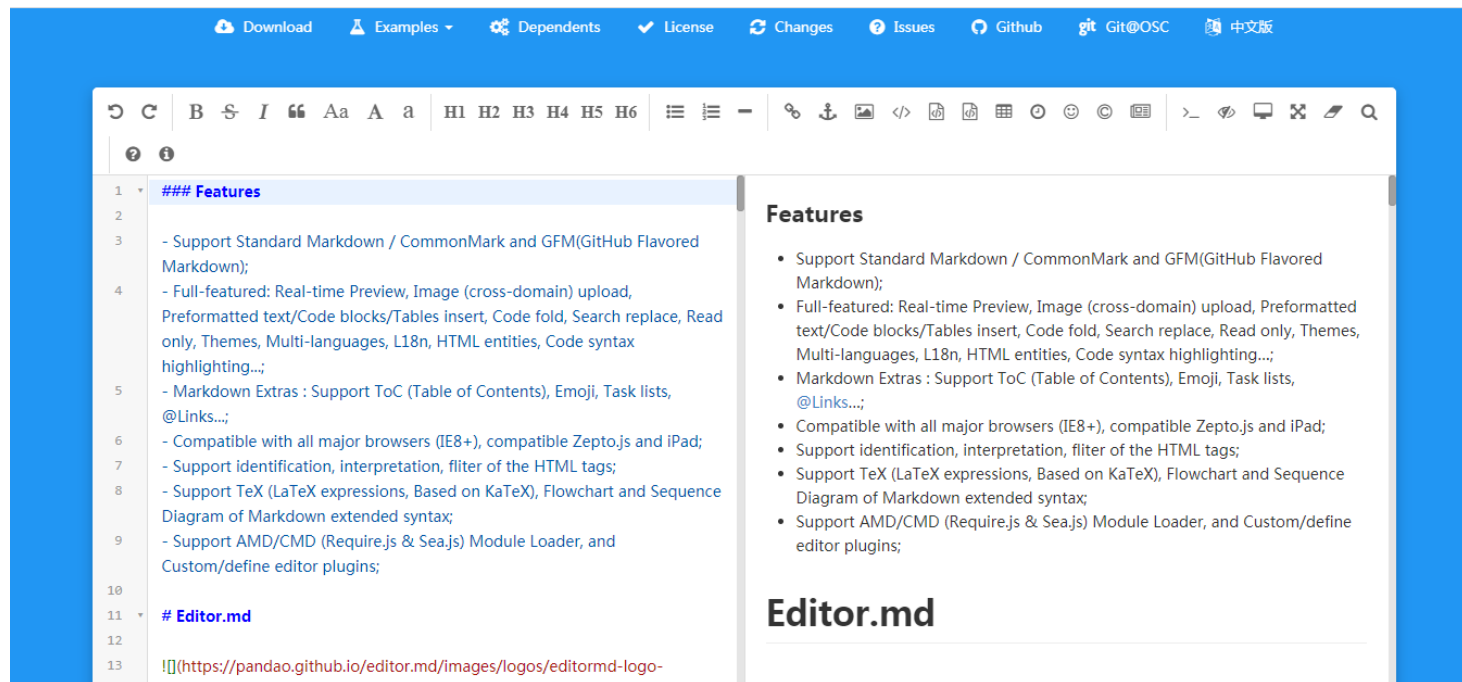 Download Examples Dependents License Changes Issues Github git Git@OSC 中文版
B S I Aa A a H1 H2 H3 H4 H5 H6
1 ### Features
2
3 - Support Standard Markdown / CommonMark and GFM(GitHub Flavored
Markdown);
4 - Full-featured: Real-time Preview, Image (cross-domain) upload,
Preformatted text/Code blocks/Tables insert, Code fold, Search replace, Read
only, Themes, Multi-languages, L18n, HTML entities, Code syntax
highlighting...;
5 - Markdown Extras : Support ToC (Table of Contents), Emoji, Task lists,
@Links...;
6 - Compatible with all major browsers (IE8+), compatible Zepto.js and iPad;
7 - Support identification, interpretation, fliter of the HTML tags;
8 - Support TeX (LaTeX expressions, Based on KaTeX), Flowchart and Sequence
Diagram of Markdown extended syntax;
9 - Support AMD/CMD (Require.js & Sea.js) Module Loader, and
Custom/define editor plugins;
10
11 # Editor.md
12
13 ![](https://pandao.github.io/editor.md/images/logos/editormd-logo-
Features
• Support Standard Markdown / CommonMark and GFM(GitHub Flavored
Markdown);
• Full-featured: Real-time Preview, Image (cross-domain) upload, Preformatted
text/Code blocks/Tables insert, Code fold, Search replace, Read only, Themes,
Multi-languages, L18n, HTML entities, Code syntax highlighting...;
• Markdown Extras : Support ToC (Table of Contents), Emoji, Task lists,
@Links...;
• Compatible with all major browsers (IE8+), compatible Zepto.js and iPad;
• Support identification, interpretation, fliter of the HTML tags;
• Support TeX (LaTeX expressions, Based on KaTeX), Flowchart and Sequence
Diagram of Markdown extended syntax;
• Support AMD/CMD (Require.js & Sea.js) Module Loader, and Custom/define
editor plugins;
Editor.md